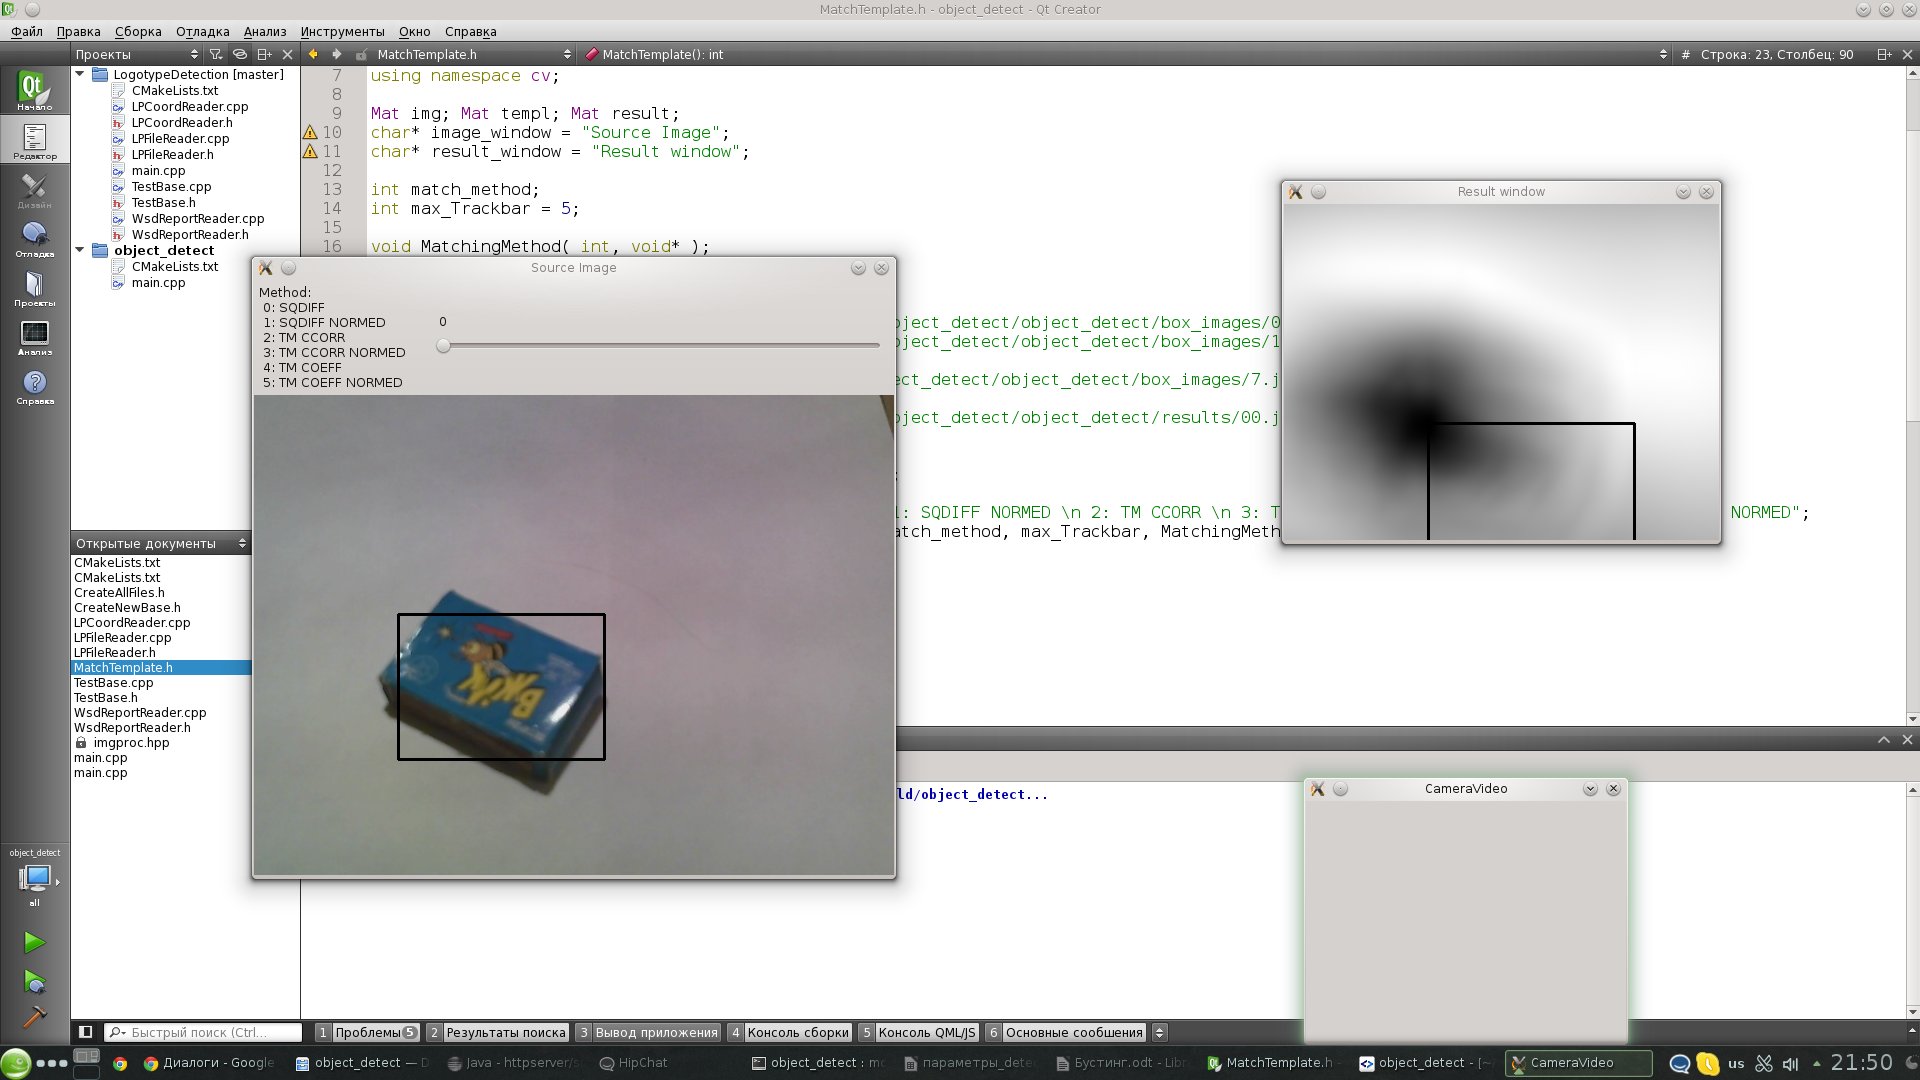 MatchTemplate.h - object_detect - Qt Creator
Файл Правка Сборка Отладка Анализ Инструменты Окно Справка
Проекты
MatchTemplate.h
MatchTemplate(): int
# Строка: 23, Столбец: 90
Начало
Редактор
Дизайн
Отладка
Проекты
Анализ
Справка
LogotypeDetection [master]
CMakeLists.txt
LPCoordReader.cpp
LPCoordReader.h
LPFileReader.cpp
LPFileReader.h
main.cpp
TestBase.cpp
TestBase.h
WsdReportReader.cpp
WsdReportReader.h
object_detect
CMakeLists.txt
main.cpp
7 using namespace cv;
8
9 Mat img; Mat templ; Mat result;
10 char* image_window = "Source Image";
11 char* result_window = "Result window";
12
13 int match_method;
14 int max_Trackbar = 5;
15
16 void MatchingMethod( int, void* );
bject_detect/object_detect/box_images/0
bject_detect/object_detect/box_images/1
ect_detect/object_detect/box_images/7.j
bject_detect/object_detect/results/00.j
1: SQDIFF NORMED \n 2: TM CCORR \n 3: T
NORMED";
atch_method, max_Trackbar, MatchingMeth
Source Image
Method:
0: SQDIFF
1: SQDIFF NORMED
2: TM CCORR
3: TM CCORR NORMED
4: TM COEFF
5: TM COEFF NORMED
0
Result window
Открытые документы
CMakeLists.txt
CMakeLists.txt
CreateAllFiles.h
CreateNewBase.h
LPCoordReader.cpp
LPFileReader.cpp
LPFileReader.h
MatchTemplate.h
TestBase.cpp
TestBase.h
WsdReportReader.cpp
WsdReportReader.h
imgproc.hpp
main.cpp
main.cpp
ld/object_detect...
CameraVideo
object_detect
all
Быстрый поиск (Ctrl...
1 Проблемы 5
2 Результаты поиска
3 Вывод приложения
4 Консоль сборки
5 Консоль QML/JS
6 Основные сообщения
Диалоги - Google
object_detect —
Java - httpserver/s
HipChat
object_detect : m
параметры_dete
Бустинг.odt - Lib
MatchTemplate.h
object_detect - [~
CameraVideo
us
21:50